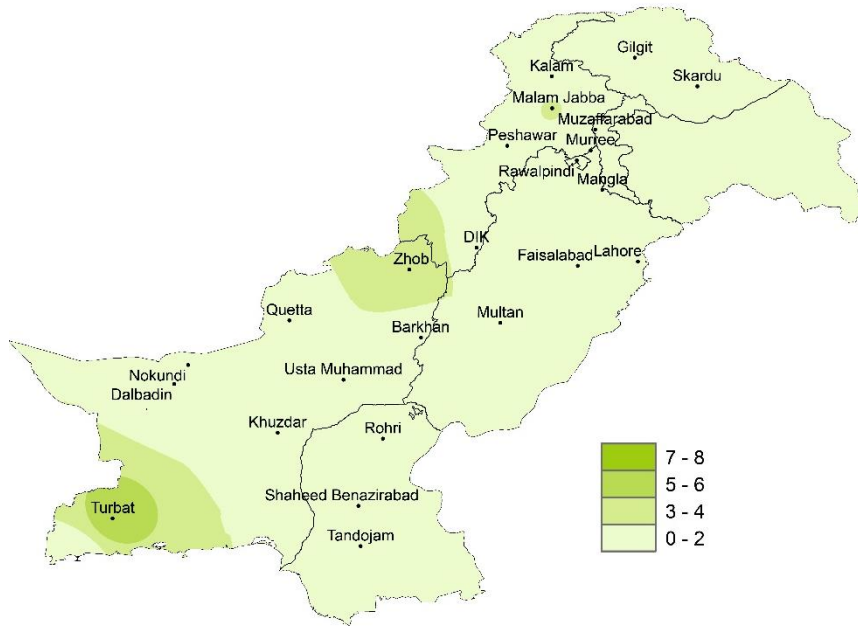 Gilgit
Kalam
Skardu
Malam Jabba
Muzaffarabad
Peshawar
Murree
Rawalpindi
Mangla
DIK
Zhob
Faisalabad
Lahore
Quetta
Multan
Barkhan
Nokundi
Usta Muhammad
Dalbadin
Khuzdar
Rohri
7 - 8
5 - 6
Shaheed Benazirabad
Turbat
3 - 4
Tandojam
0 - 2